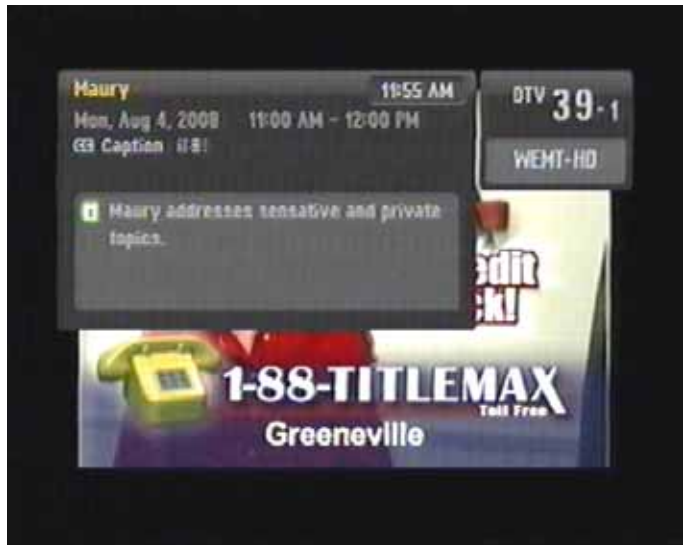 Maury
11:55 AM
DTV 39-1
Mon, Aug 4, 2008 11:00 AM - 12:00 PM
CC Caption
WEMT-HD
Maury addresses sensative and private
topics.
edit
k!
1-88-TITLEMAX
Toll Free
Greeneville